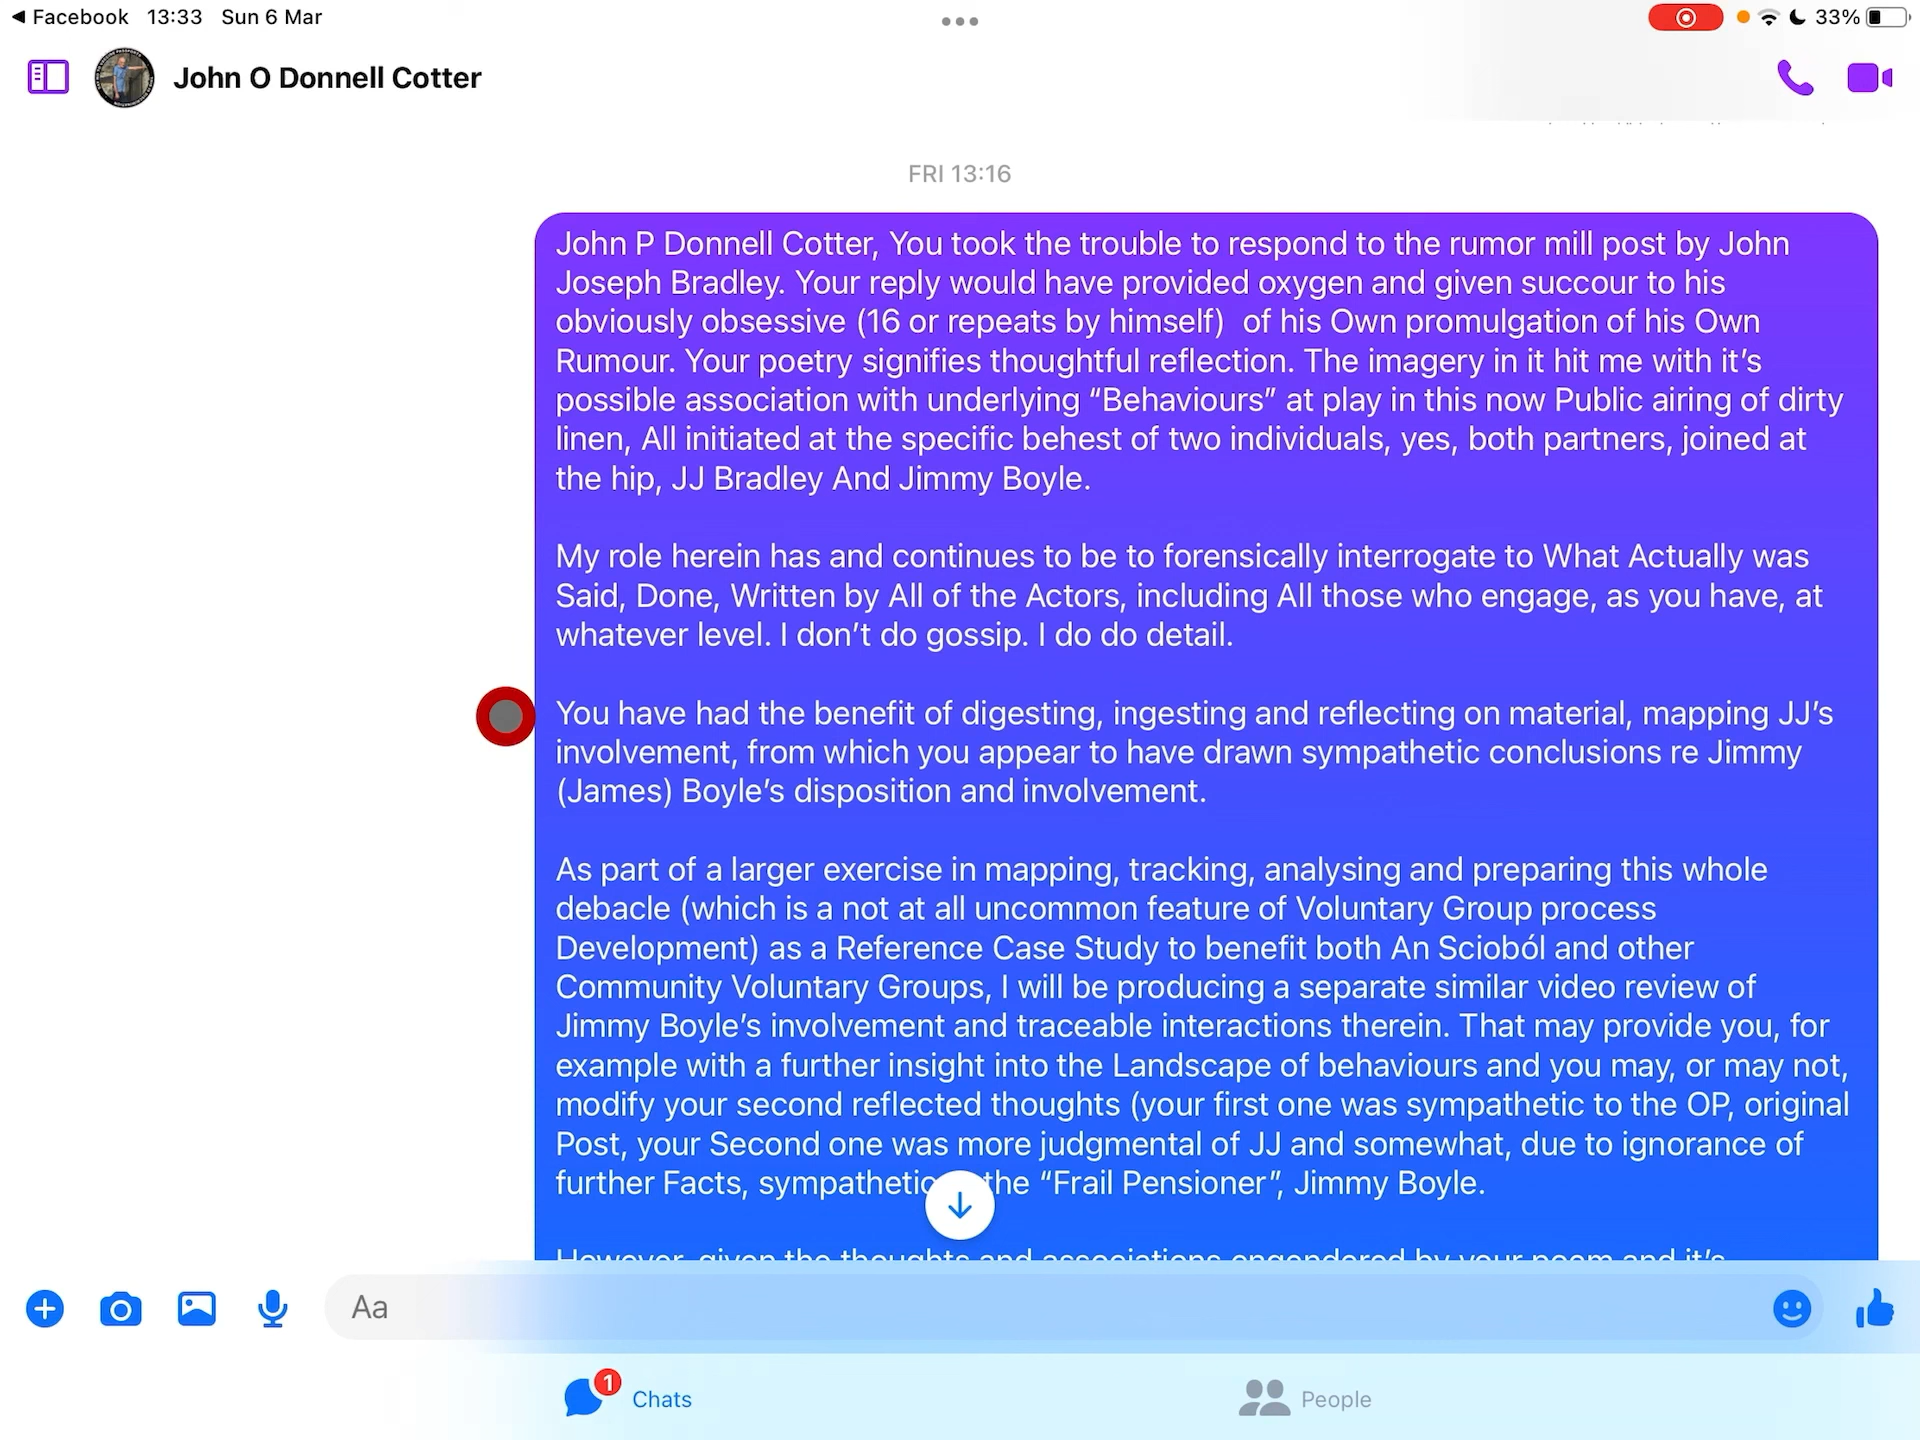 Facebook 13:33 Sun 6 Mar
33%
John O Donnell Cotter
FRI 13:16
John P Donnell Cotter, You took the trouble to respond to the rumor mill post by John
Joseph Bradley. Your reply would have provided oxygen and given succour to his
obviously obsessive (16 or repeats by himself)  of his Own promulgation of his Own
Rumour. Your poetry signifies thoughtful reflection. The imagery in it hit me with it’s
possible association with underlying “Behaviours” at play in this now Public airing of dirty
linen, All initiated at the specific behest of two individuals, yes, both partners, joined at
the hip, JJ Bradley And Jimmy Boyle.
My role herein has and continues to be to forensically interrogate to What Actually was
Said, Done, Written by All of the Actors, including All those who engage, as you have, at
whatever level. I don’t do gossip. I do do detail.
You have had the benefit of digesting, ingesting and reflecting on material, mapping JJ’s
involvement, from which you appear to have drawn sympathetic conclusions re Jimmy
(James) Boyle’s disposition and involvement.
As part of a larger exercise in mapping, tracking, analysing and preparing this whole
debacle (which is a not at all uncommon feature of Voluntary Group process
Development) as a Reference Case Study to benefit both An Scioból and other
Community Voluntary Groups, I will be producing a separate similar video review of
Jimmy Boyle’s involvement and traceable interactions therein. That may provide you, for
example with a further insight into the Landscape of behaviours and you may, or may not,
modify your second reflected thoughts (your first one was sympathetic to the OP, original
Post, your Second one was more judgmental of JJ and somewhat, due to ignorance of
further Facts, sympathetic the “Frail Pensioner”, Jimmy Boyle.
However, given the thoughts and associations engendered by your poem and it’s
Aa
1
Chats
People